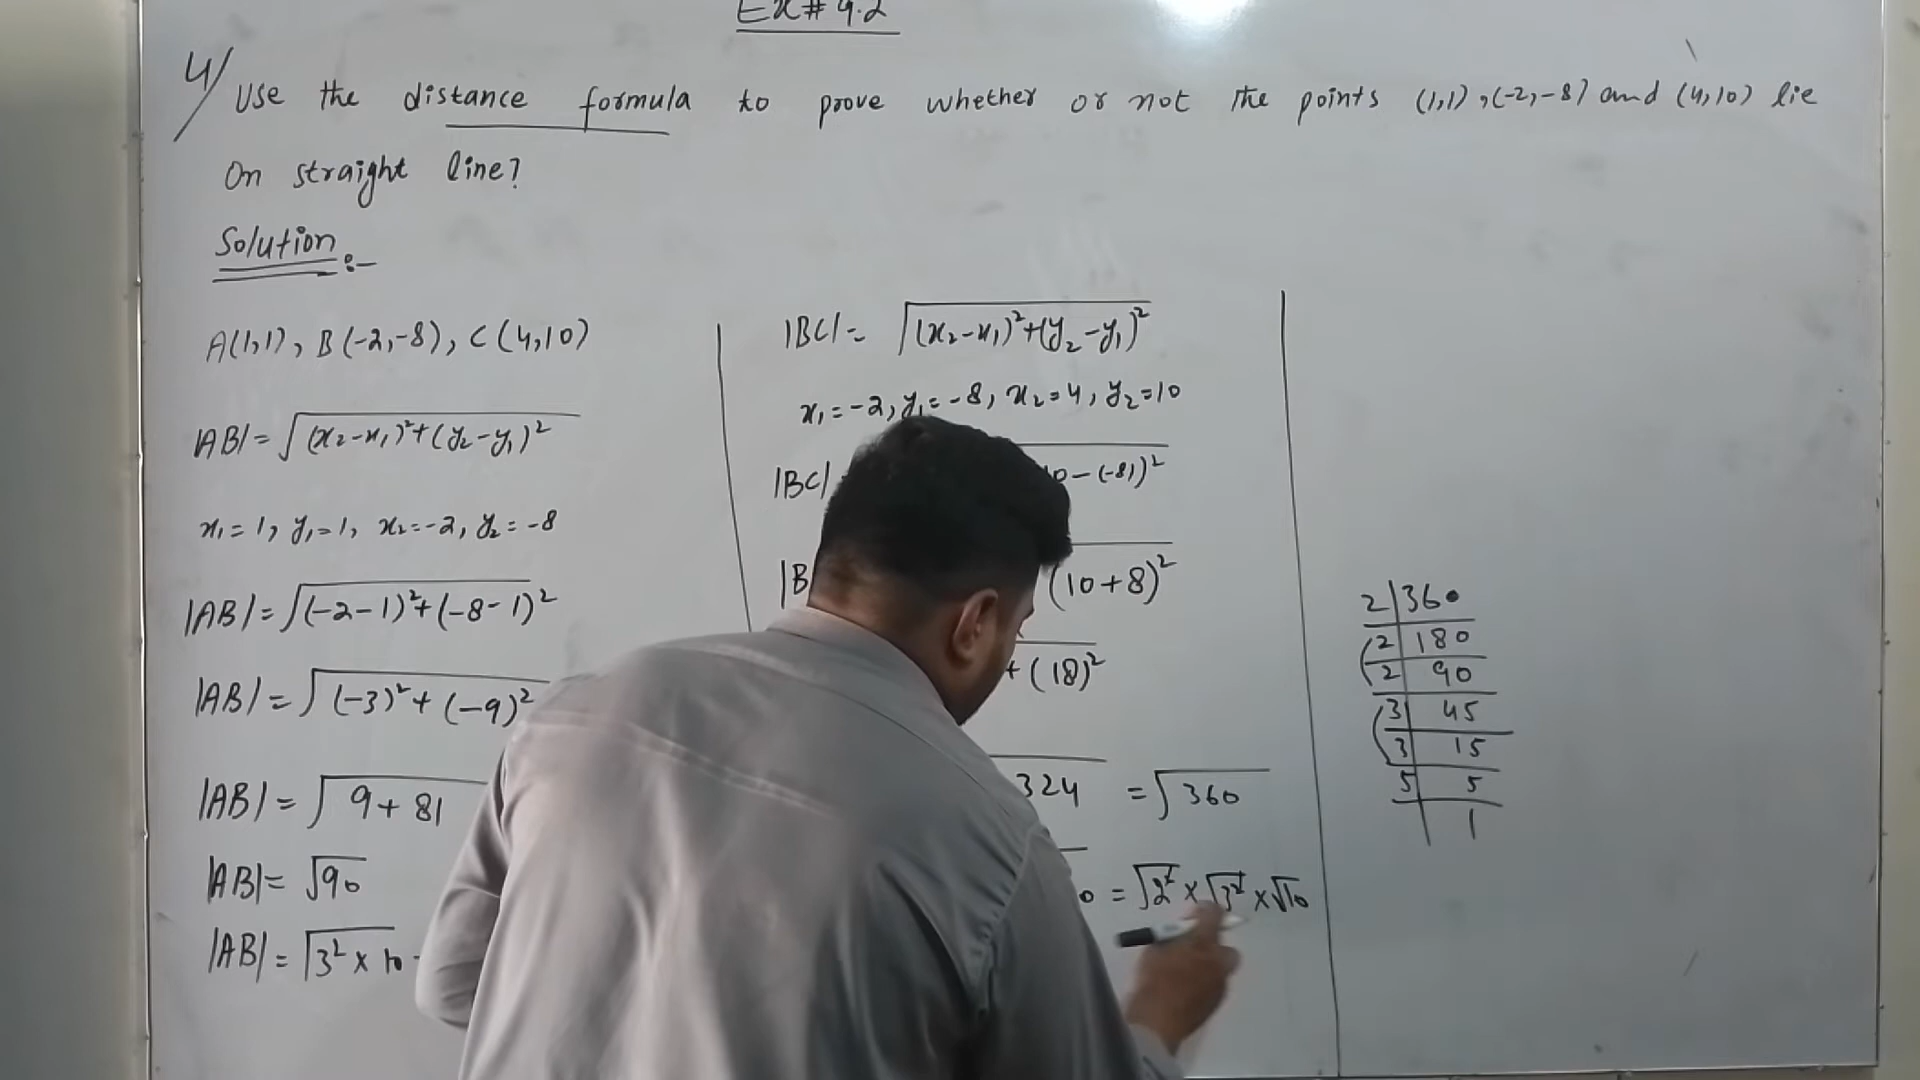 Ex# 4.2
4/ Use the distance formula to prove whether or not the points (1,1), (-2,-8) and (4,10) lie
On straight line?
Solution:-
A(1,1), B(-2,-8), C(4,10)
|AB| = √(x₂-x₁)²+(y₂-y₁)²
x₁=1, y₁=1, x₂=-2, y₂=-8
|AB| = √(-2-1)²+(-8-1)²
|AB| = √(-3)²+(-9)²
|AB| = √9+81
|AB| = √90
|AB| = √3²×10
|BC| = √(x₂-x₁)²+(y₂-y₁)²
x₁=-2, y₁=-8, x₂=4, y₂=10
|BC| -(-8))²
(10+8)²
+(18)²
324 = √360
= √2² × √3² × √10
2|360
2|180
2|90
3|45
3|15
5|5
|1